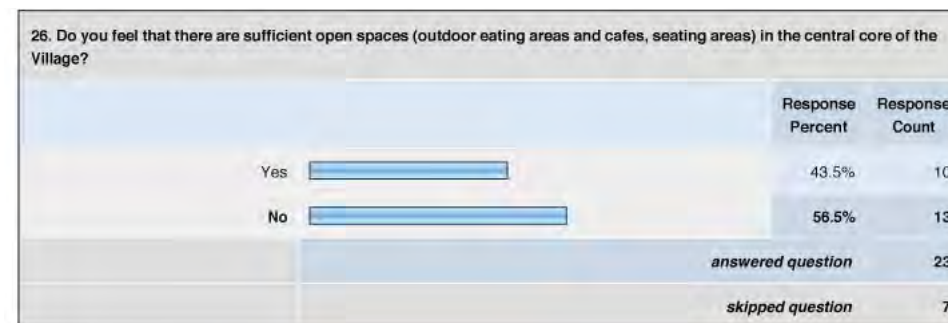 26. Do you feel that there are sufficient open spaces (outdoor eating areas and cafes, seating areas) in the central core of the
Village?
Response Percent Response Count
Yes 43.5% 10
No 56.5% 13
answered question 23
skipped question 7